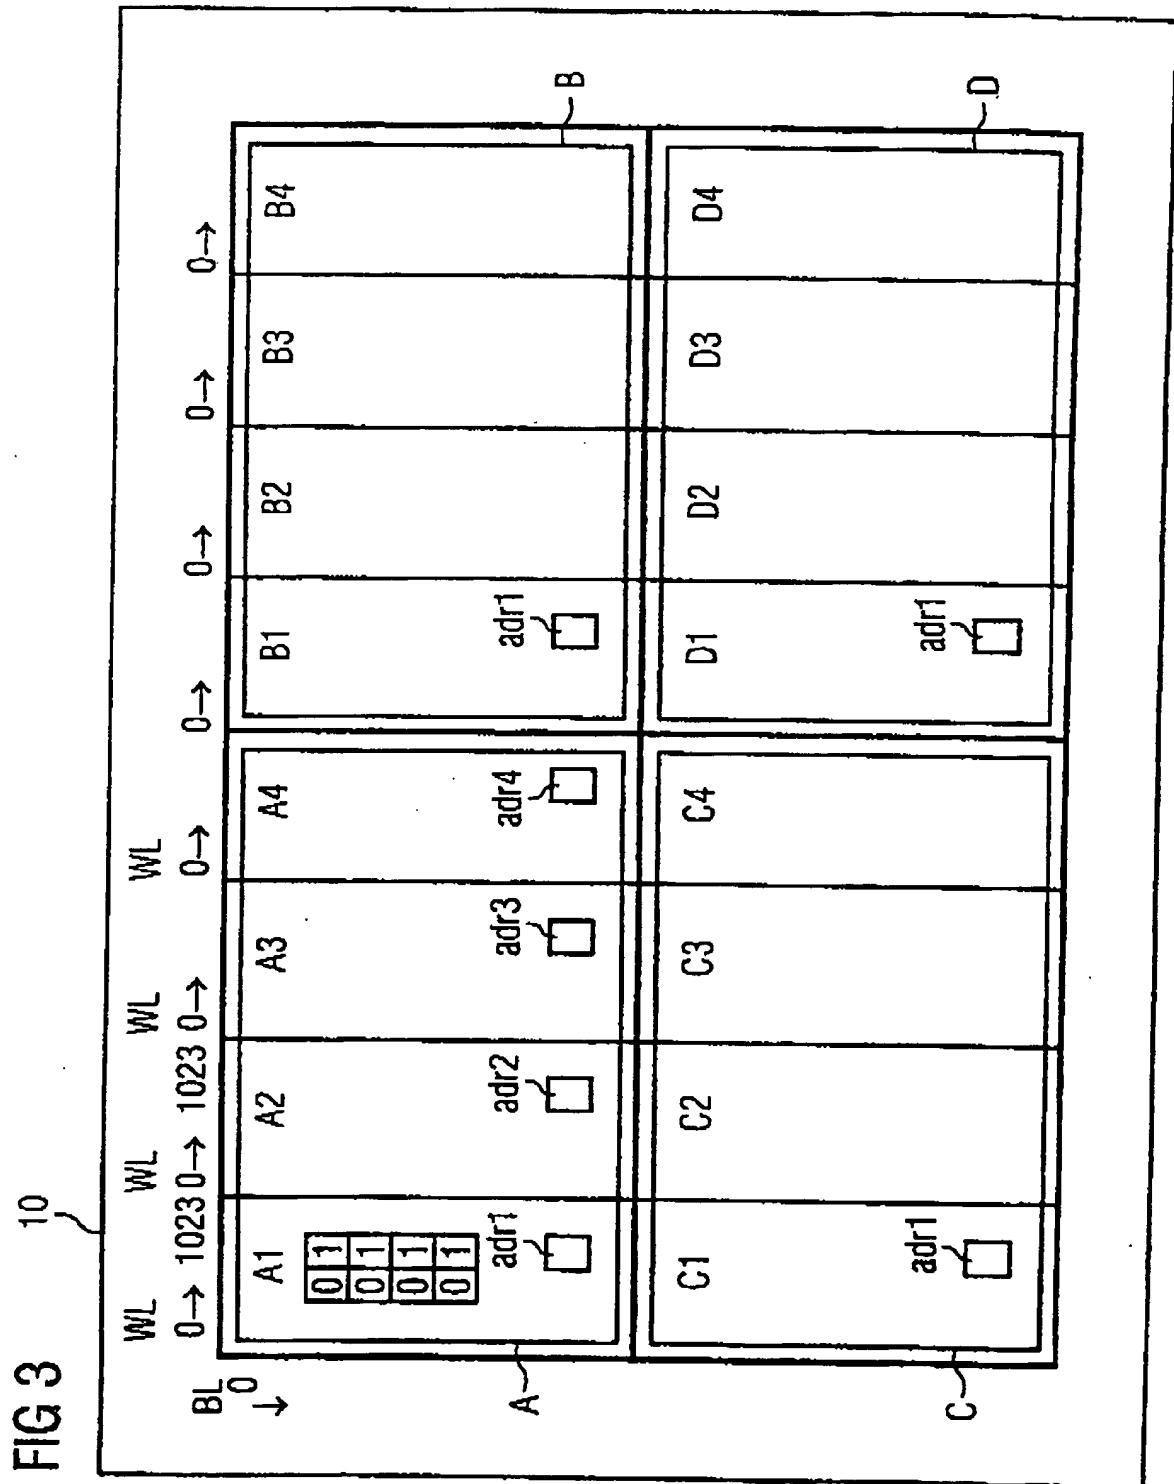 FIG 3
10
WL WL WL WL
0→ 1023 0→ 1023 0→ 0→ 0→ 0→ 0→ 0→
BL
0
↓
A1 A2 A3 A4 B1 B2 B3 B4
0 1
0 1
0 1
0 1
adr1 adr2 adr3 adr4 adr1
A B
C1 C2 C3 C4 D1 D2 D3 D4
adr1 adr1
C D